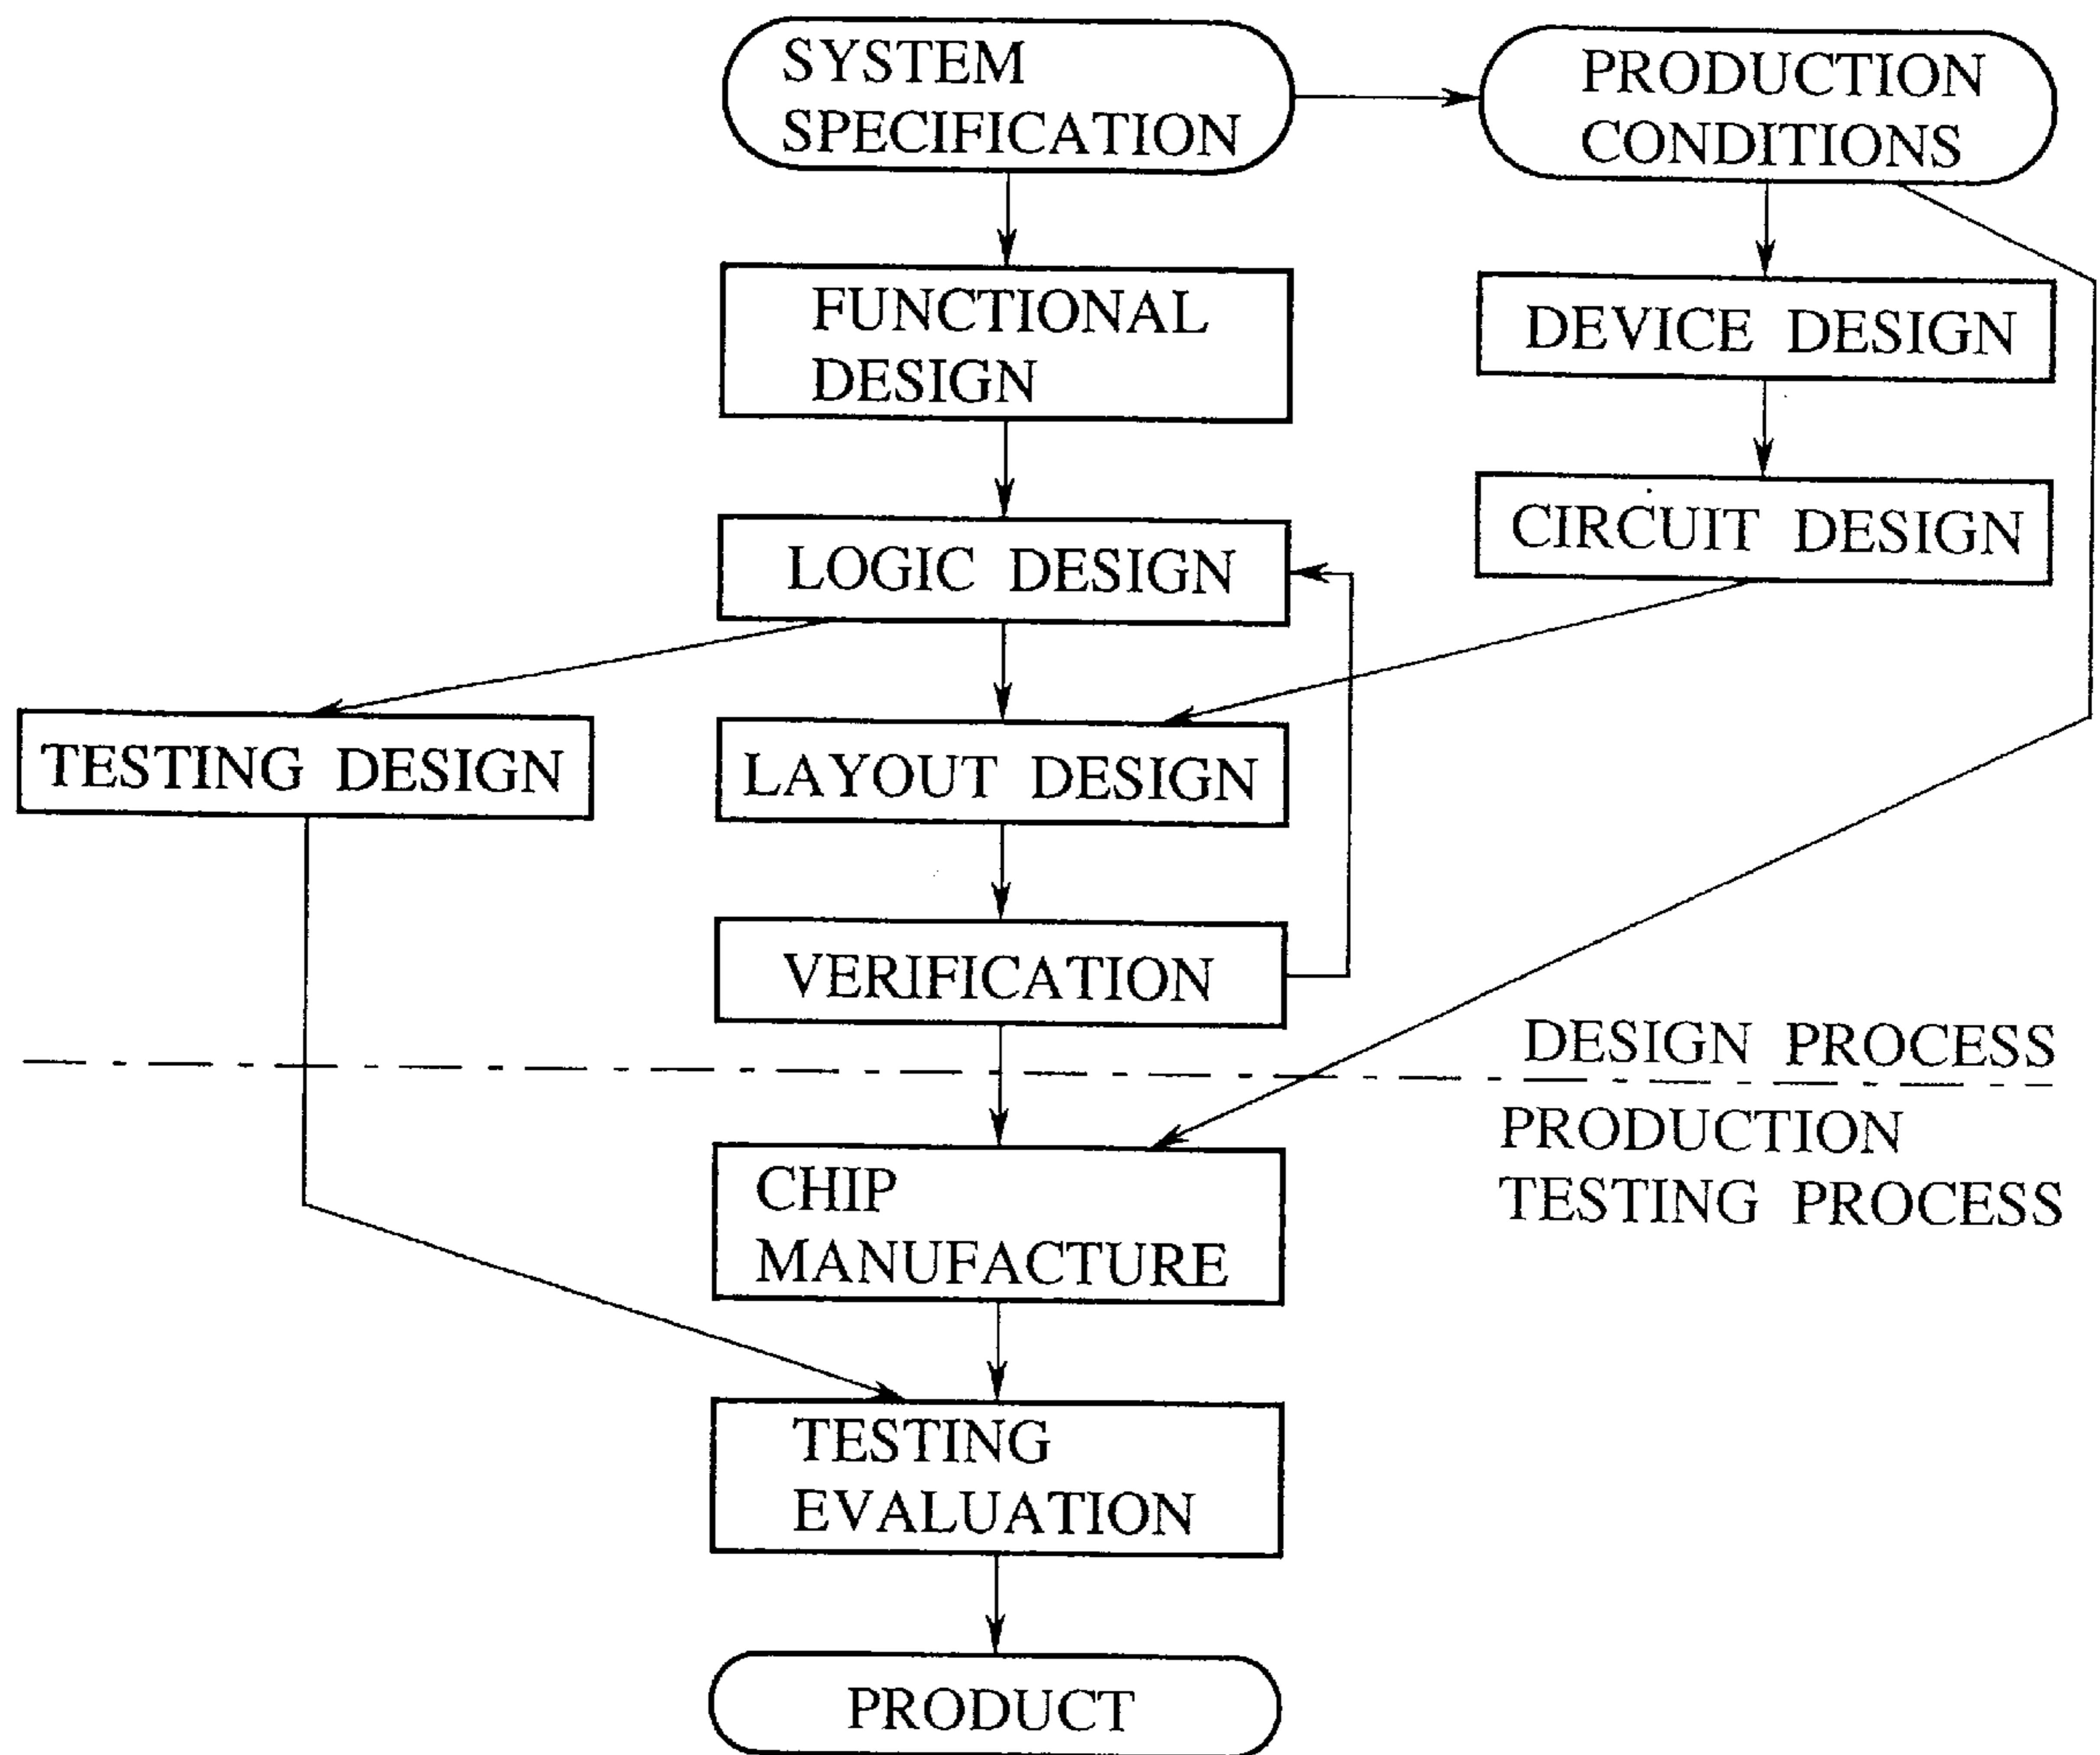 SYSTEM
SPECIFICATION
PRODUCTION
CONDITIONS
FUNCTIONAL
DESIGN
DEVICE DESIGN
LOGIC DESIGN
CIRCUIT DESIGN
TESTING DESIGN
LAYOUT DESIGN
VERIFICATION
DESIGN PROCESS
PRODUCTION
TESTING PROCESS
CHIP
MANUFACTURE
TESTING
EVALUATION
PRODUCT